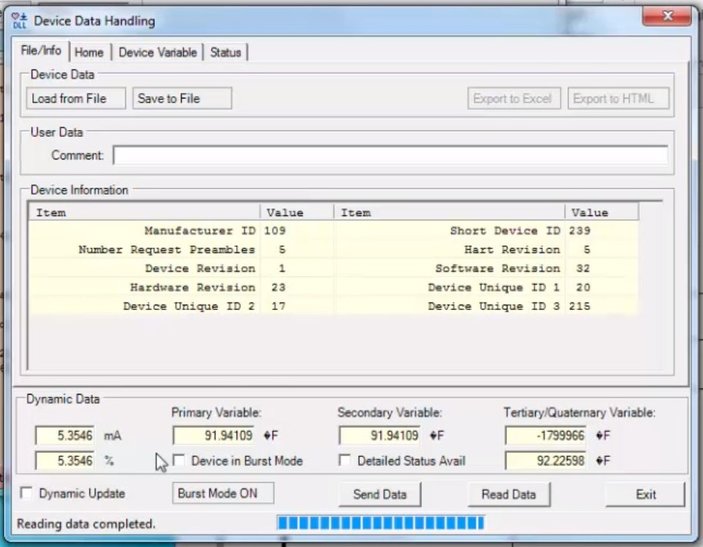 Device Data Handling
File/Info Home Device Variable Status
Device Data
Load from File Save to File Export to Excel Export to HTML
User Data
Comment:
Device Information
Item Value Item Value
Manufacturer ID 109 Short Device ID 239
Number Request Preambles 5 Hart Revision 5
Device Revision 1 Software Revision 32
Hardware Revision 23 Device Unique ID 1 20
Device Unique ID 2 17 Device Unique ID 3 215
Dynamic Data
Primary Variable: Secondary Variable: Tertiary/Quaternary Variable:
5.3546 mA 91.94109 �F 91.94109 �F -1799966 �F
5.3546 % Device in Burst Mode Detailed Status Avail 92.22598 �F
Dynamic Update Burst Mode ON Send Data Read Data Exit
Reading data completed.